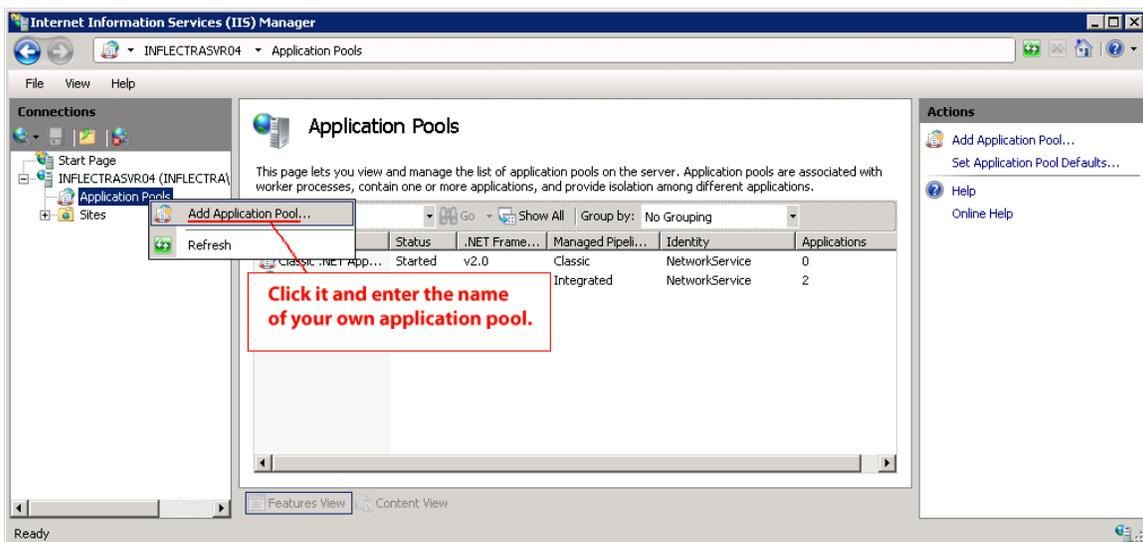 Internet Information Services (IIS) Manager
INFLECTRASVR04 Application Pools
File View Help
Connections
Start Page
INFLECTRASVR04 (INFLECTRA\
Application Pools
Sites
Add Application Pool...
Refresh
Application Pools
This page lets you view and manage the list of application pools on the server. Application pools are associated with
worker processes, contain one or more applications, and provide isolation among different applications.
Go Show All Group by: No Grouping
Status .NET Frame... Managed Pipeli... Identity Applications
Classic .NET App... Started v2.0 Classic NetworkService 0
Integrated NetworkService 2
Click it and enter the name
of your own application pool.
Features View Content View
Actions
Add Application Pool...
Set Application Pool Defaults...
Help
Online Help
Ready